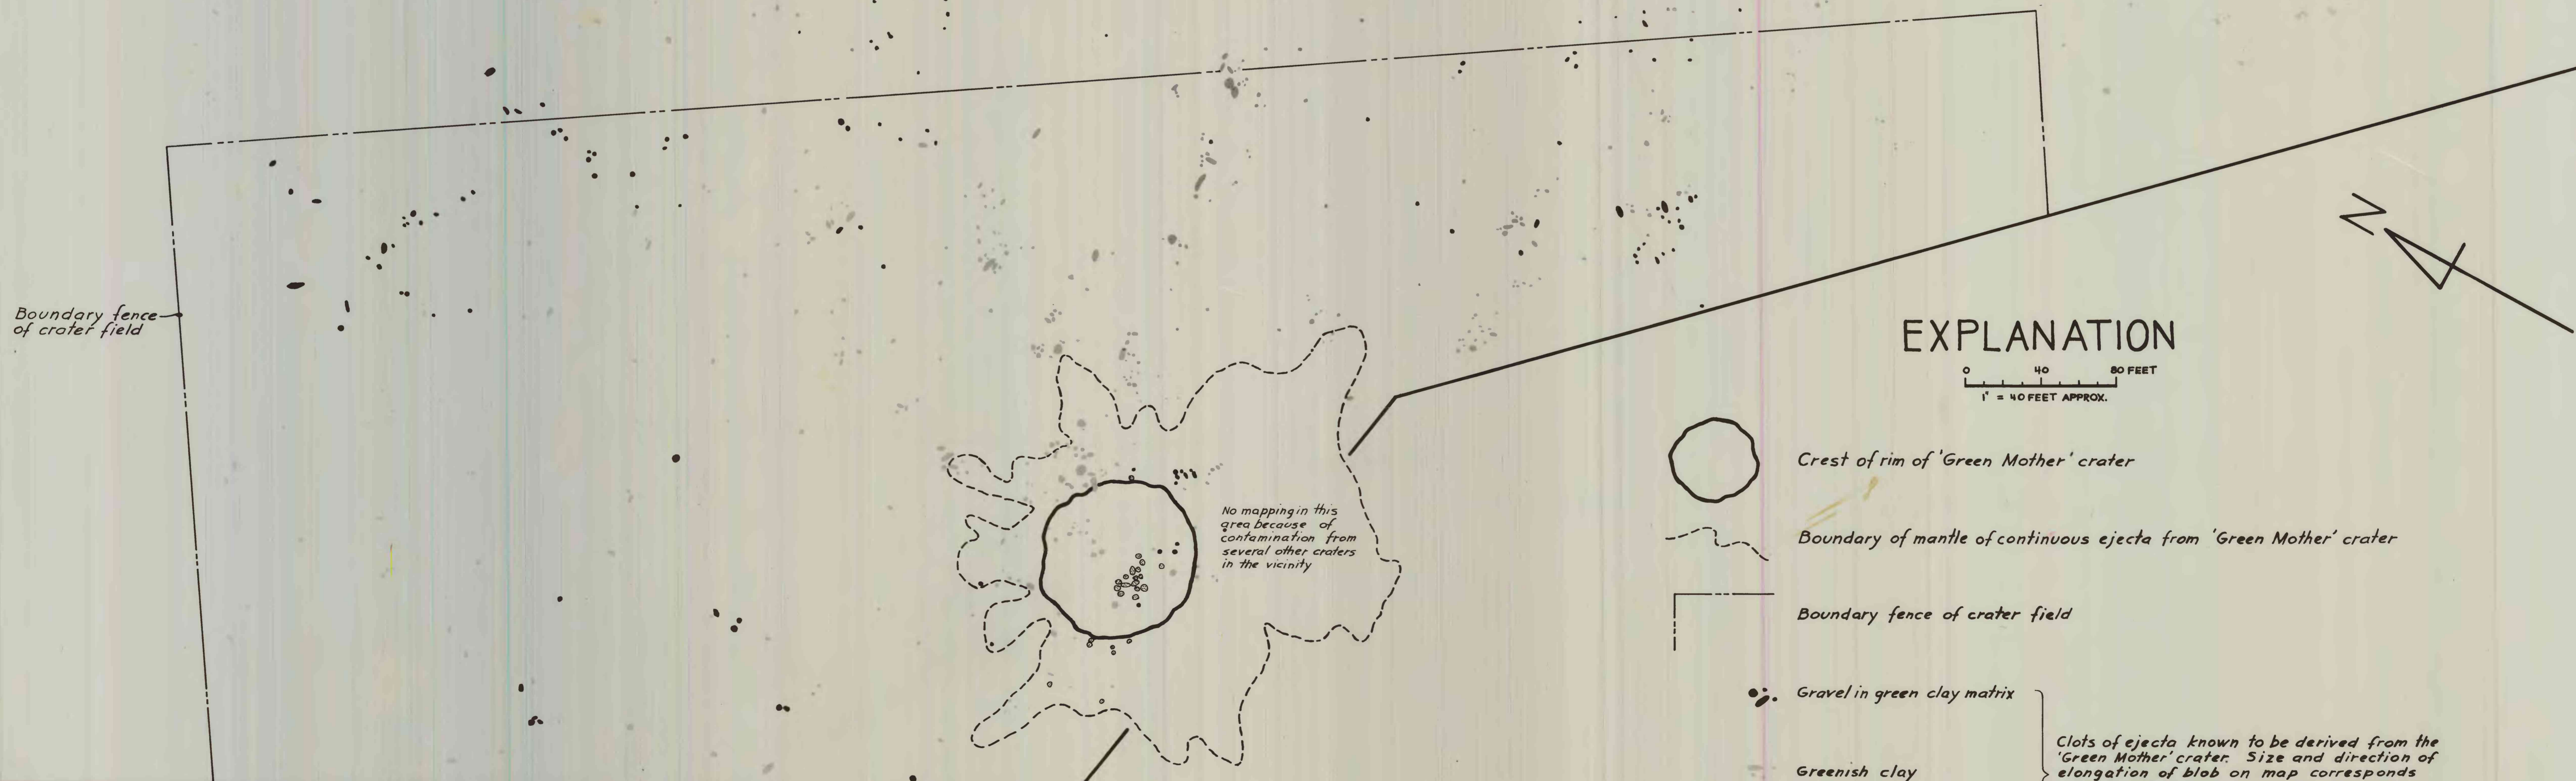 Boundary fence
of crater field
N
EXPLANATION
0 40 80 FEET
1" = 40 FEET APPROX.
Crest of rim of 'Green Mother' crater
No mapping in this
area because of
contamination from
several other craters
in the vicinity
Boundary of mantle of continuous ejecta from 'Green Mother' crater
Boundary fence of crater field
Gravel in green clay matrix
Greenish clay
Clots of ejecta known to be derived from the
'Green Mother' crater. Size and direction of
elongation of blob on map corresponds